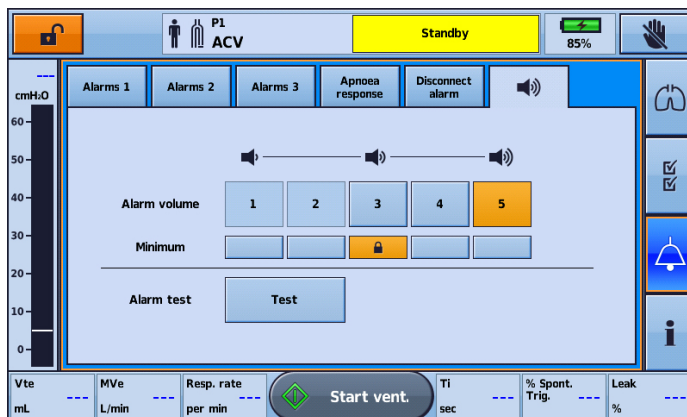 P1
ACV
Standby
85%
---
cmH₂O
60
50
40
30
20
10
0
Alarms 1
Alarms 2
Alarms 3
Apnoea
response
Disconnect
alarm
Alarm volume
1
2
3
4
5
Minimum
Alarm test
Test
i
Vte
---
mL
MVe
---
L/min
Resp. rate
---
per min
Start vent.
Ti
---
sec
% Spont.
Trig.
---
Leak
---
%